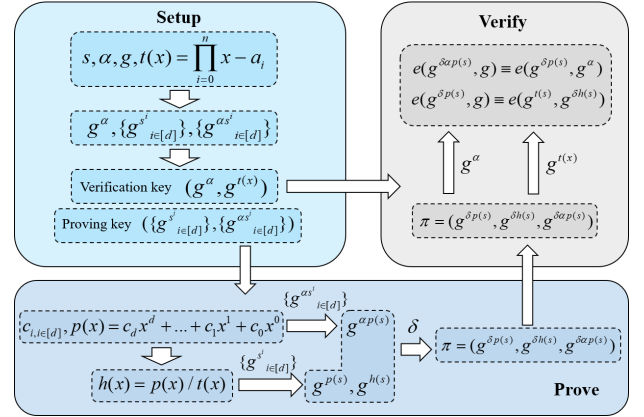 Setup
s, α, g, t(x) = ∏_{i=0}^{n} x − a_i
g^α, {g^{s^i}_{i∈[d]}}, {g^{αs^i}_{i∈[d]}}
Verification key (g^α, g^{t(x)})
Proving key ({g^{s^i}_{i∈[d]}}, {g^{αs^i}_{i∈[d]}})
Verify
e(g^{δαp(s)}, g) ≡ e(g^{δp(s)}, g^α)
e(g^{δp(s)}, g) ≡ e(g^{t(s)}, g^{δh(s)})
g^α
g^{t(x)}
π = (g^{δp(s)}, g^{δh(s)}, g^{δαp(s)})
c_{i,i∈[d]}, p(x) = c_d x^d + ... + c_1 x^1 + c_0 x^0
{g^{αs^i}_{i∈[d]}}
g^{αp(s)}
h(x) = p(x) / t(x)
{g^{s^i}_{i∈[d]}}
g^{p(s)}, g^{h(s)}
δ
π = (g^{δp(s)}, g^{δh(s)}, g^{δαp(s)})
Prove